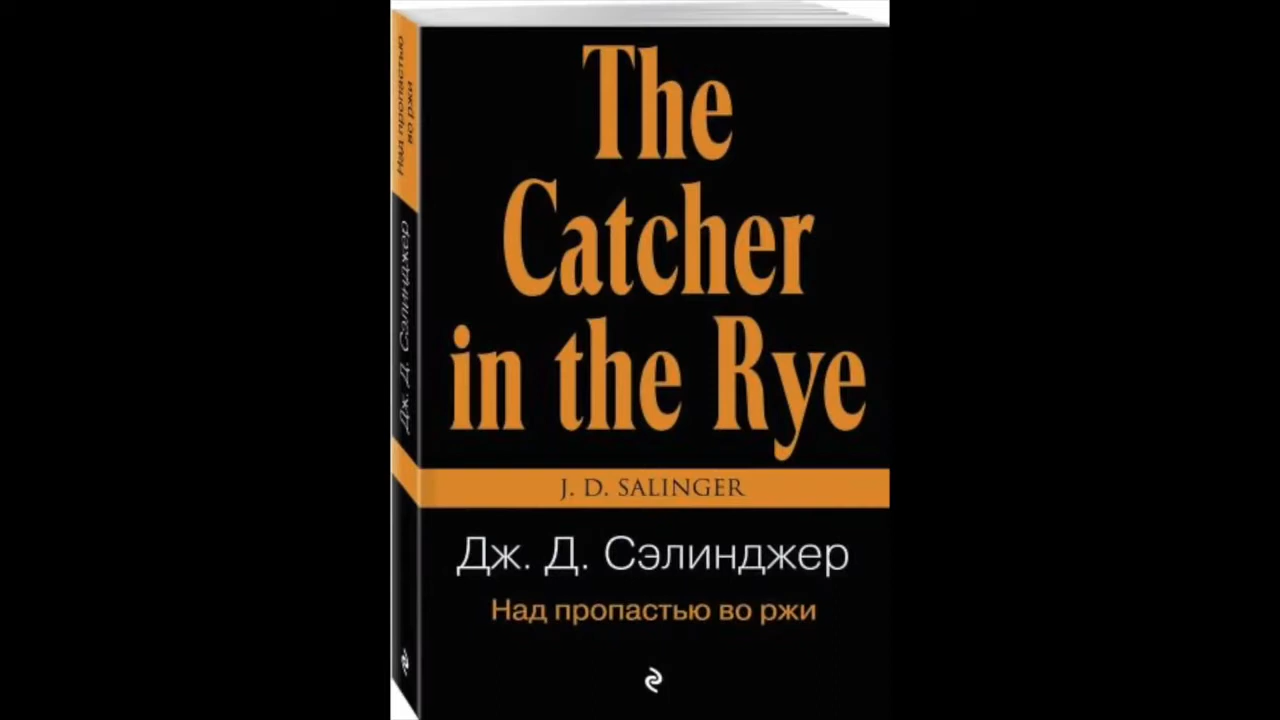 The
Catcher
in the Rye
J. D. SALINGER
Дж. Д. Сэлинджер
Над пропастью во ржи
Над пропастью
во ржи
Дж. Д. Сэлинджер